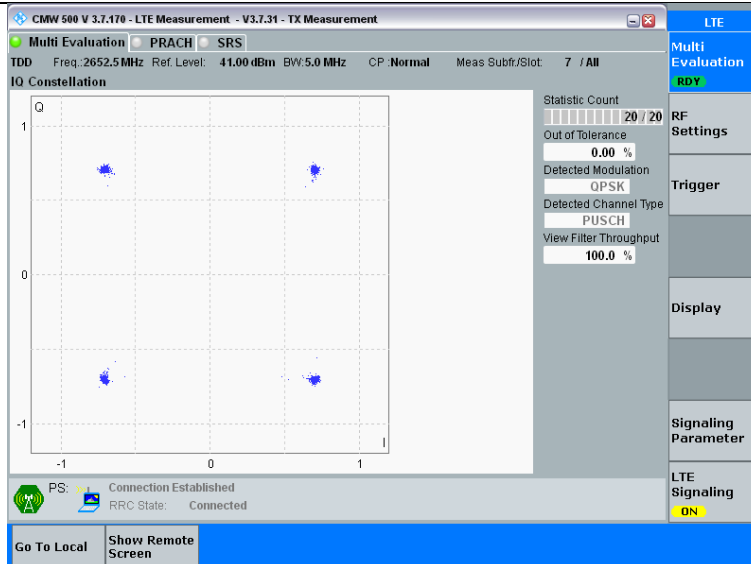 CMW 500 V 3.7.170 - LTE Measurement - V3.7.31 - TX Measurement
LTE
Multi Evaluation PRACH SRS
Multi Evaluation
RDY
TDD Freq.:2652.5 MHz Ref. Level: 41.00 dBm BW:5.0 MHz CP :Normal Meas Subfr./Slot: 7 / All
IQ Constellation
Q
1
0
-1
-1
0
1
I
Statistic Count
20 / 20
Out of Tolerance
0.00 %
Detected Modulation
QPSK
Detected Channel Type
PUSCH
View Filter Throughput
100.0 %
RF Settings
Trigger
Display
Signaling Parameter
LTE Signaling
ON
PS: Connection Established
RRC State: Connected
Go To Local
Show Remote Screen